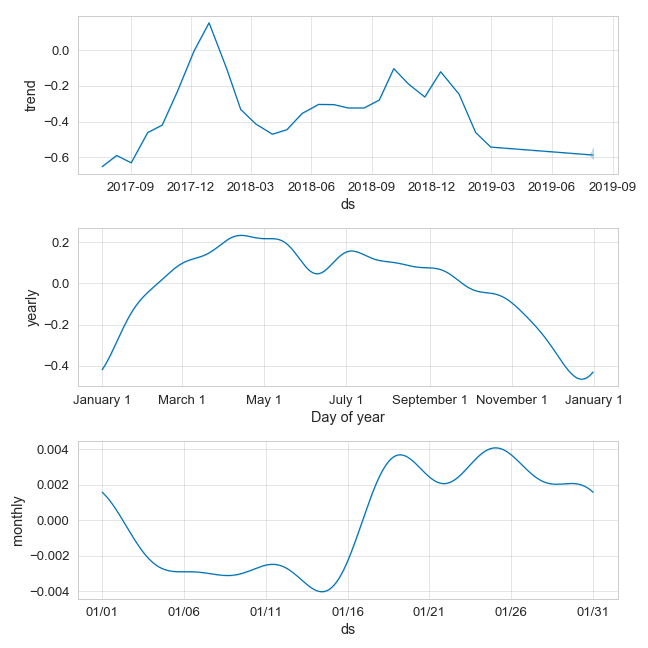 trend
0.0
−0.2
−0.4
−0.6
2017-09 2017-12 2018-03 2018-06 2018-09 2018-12 2019-03 2019-06 2019-09
ds
yearly
0.2
0.0
−0.2
−0.4
January 1 March 1 May 1 July 1 September 1 November 1 January 1
Day of year
monthly
0.004
0.002
0.000
−0.002
−0.004
01/01 01/06 01/11 01/16 01/21 01/26 01/31
ds